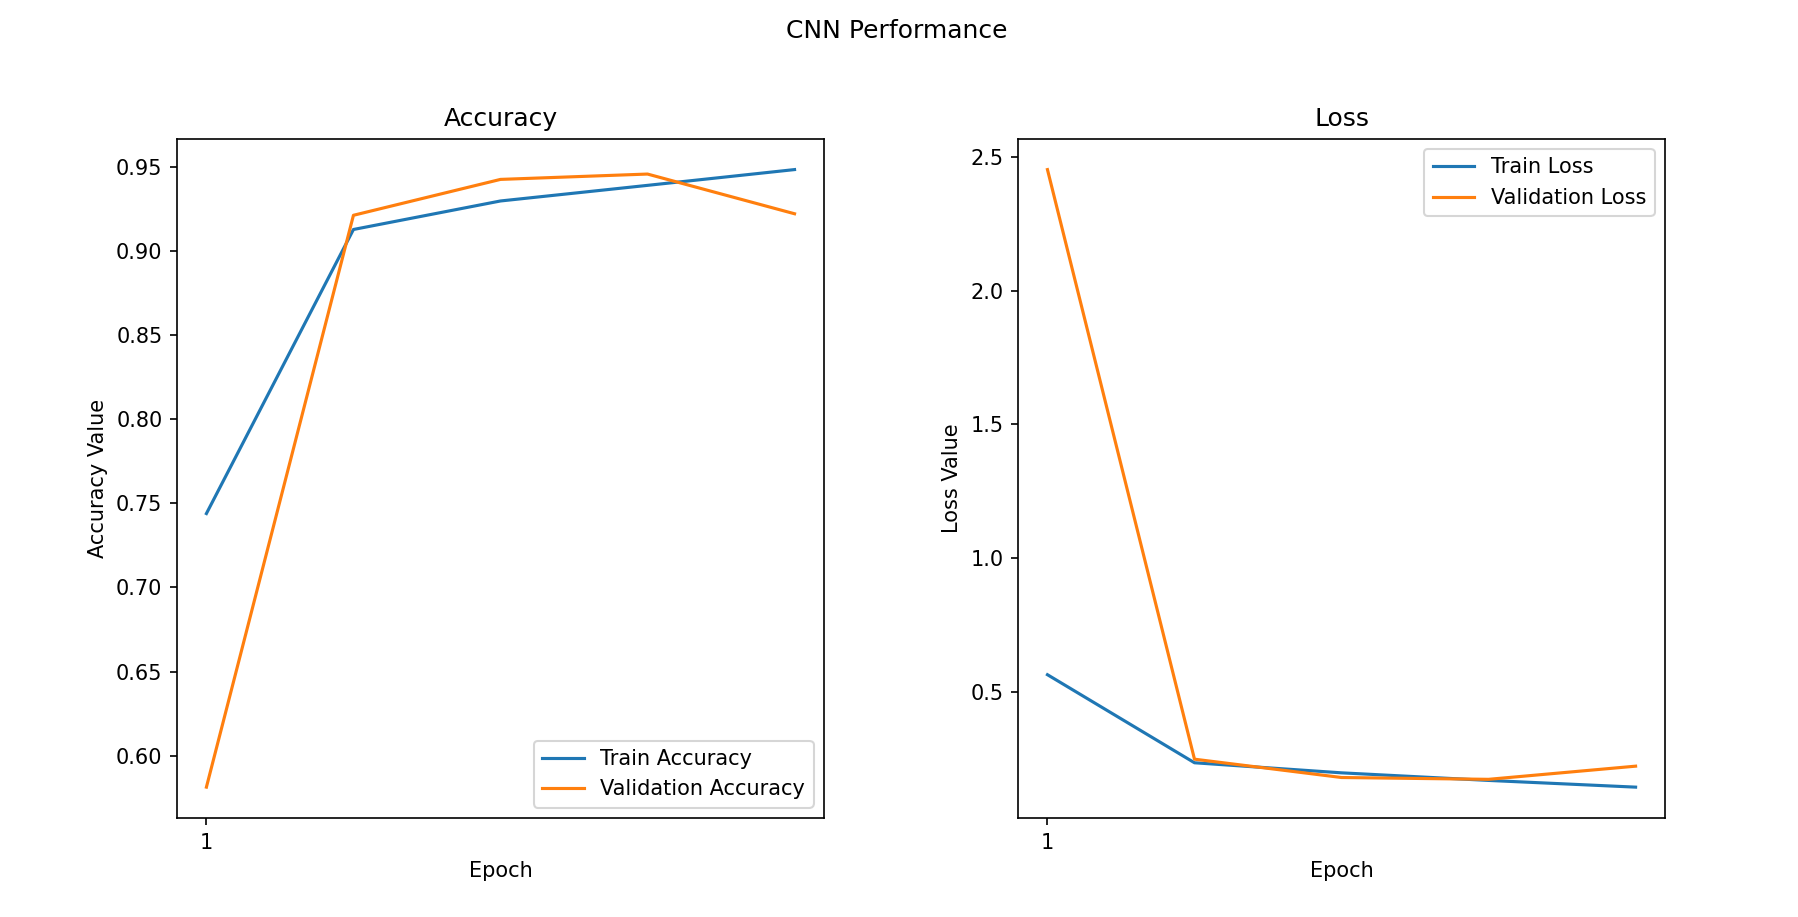 CNN Performance
Accuracy
0.95
0.90
0.85
0.80
0.75
0.70
0.65
0.60
Accuracy Value
Train Accuracy
Validation Accuracy
1
Epoch
Loss
2.5
2.0
1.5
1.0
0.5
Loss Value
Train Loss
Validation Loss
1
Epoch